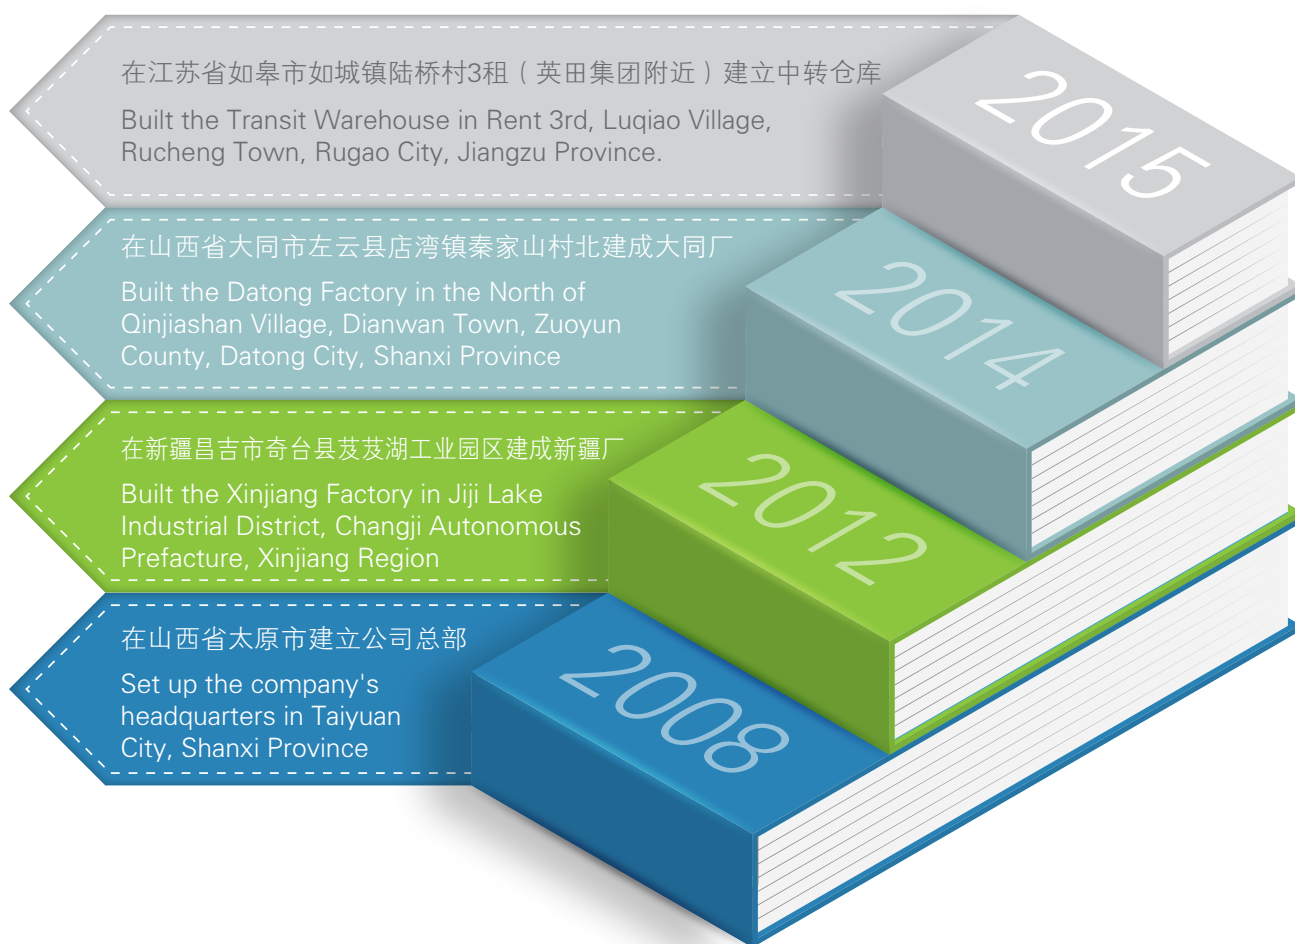 在江苏省如皋市如城镇陆桥村3租（英田集团附近）建立中转仓库
Built the Transit Warehouse in Rent 3rd, Luqiao Village,
Rucheng Town, Rugao City, Jiangzu Province.
2015
在山西省大同市左云县店湾镇秦家山村北建成大同厂
Built the Datong Factory in the North of
Qinjiashan Village, Dianwan Town, Zuoyun
County, Datong City, Shanxi Province
2014
在新疆昌吉市奇台县芨芨湖工业园区建成新疆厂
Built the Xinjiang Factory in Jiji Lake
Industrial District, Changji Autonomous
Prefacture, Xinjiang Region
2012
在山西省太原市建立公司总部
Set up the company's
headquarters in Taiyuan
City, Shanxi Province
2008